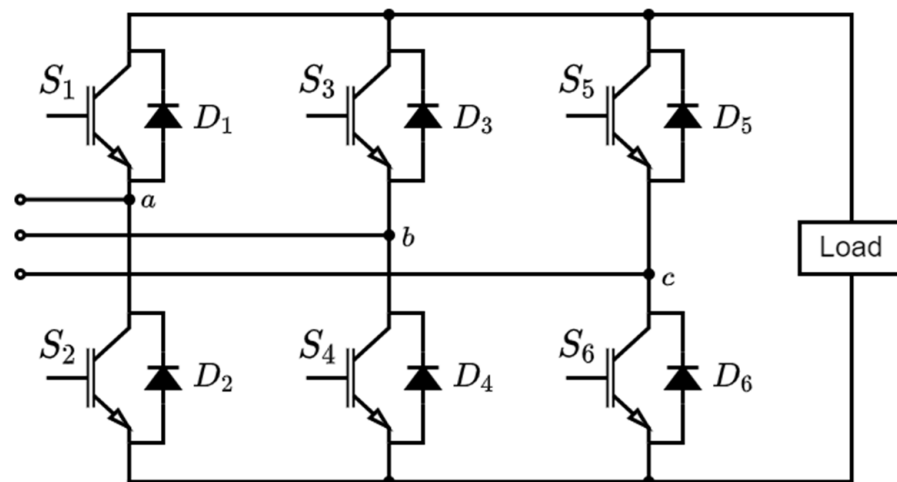 S₁ D₁ S₃ D₃ S₅ D₅
a
b
Load
c
S₂ D₂ S₄ D₄ S₆ D₆